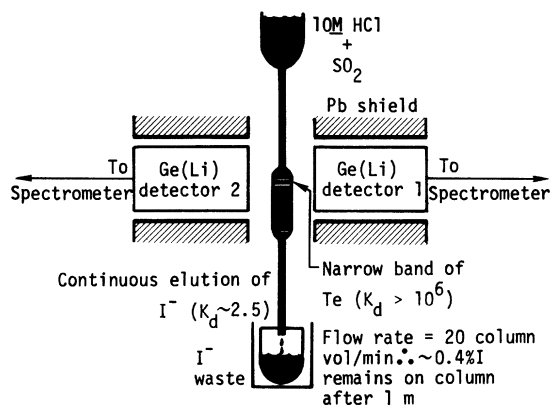 10M HCl
+
SO2
Pb shield
To
Spectrometer
Ge(Li)
detector 2
Ge(Li)
detector 1
To
Spectrometer
Continuous elution of
I⁻ (Kd~2.5)
Narrow band of
Te (Kd > 10⁶)
I⁻
waste
Flow rate = 20 column
vol/min∴~0.4%I
remains on column
after 1 m